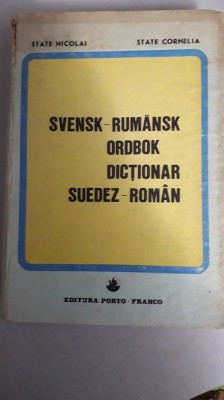 STATE NICOLAI STATE CORNELIA
SVENSK-RUMÄNSK
ORDBOK
DICȚIONAR
SUEDEZ-ROMÂN
EDITURA PORTO-FRANCO